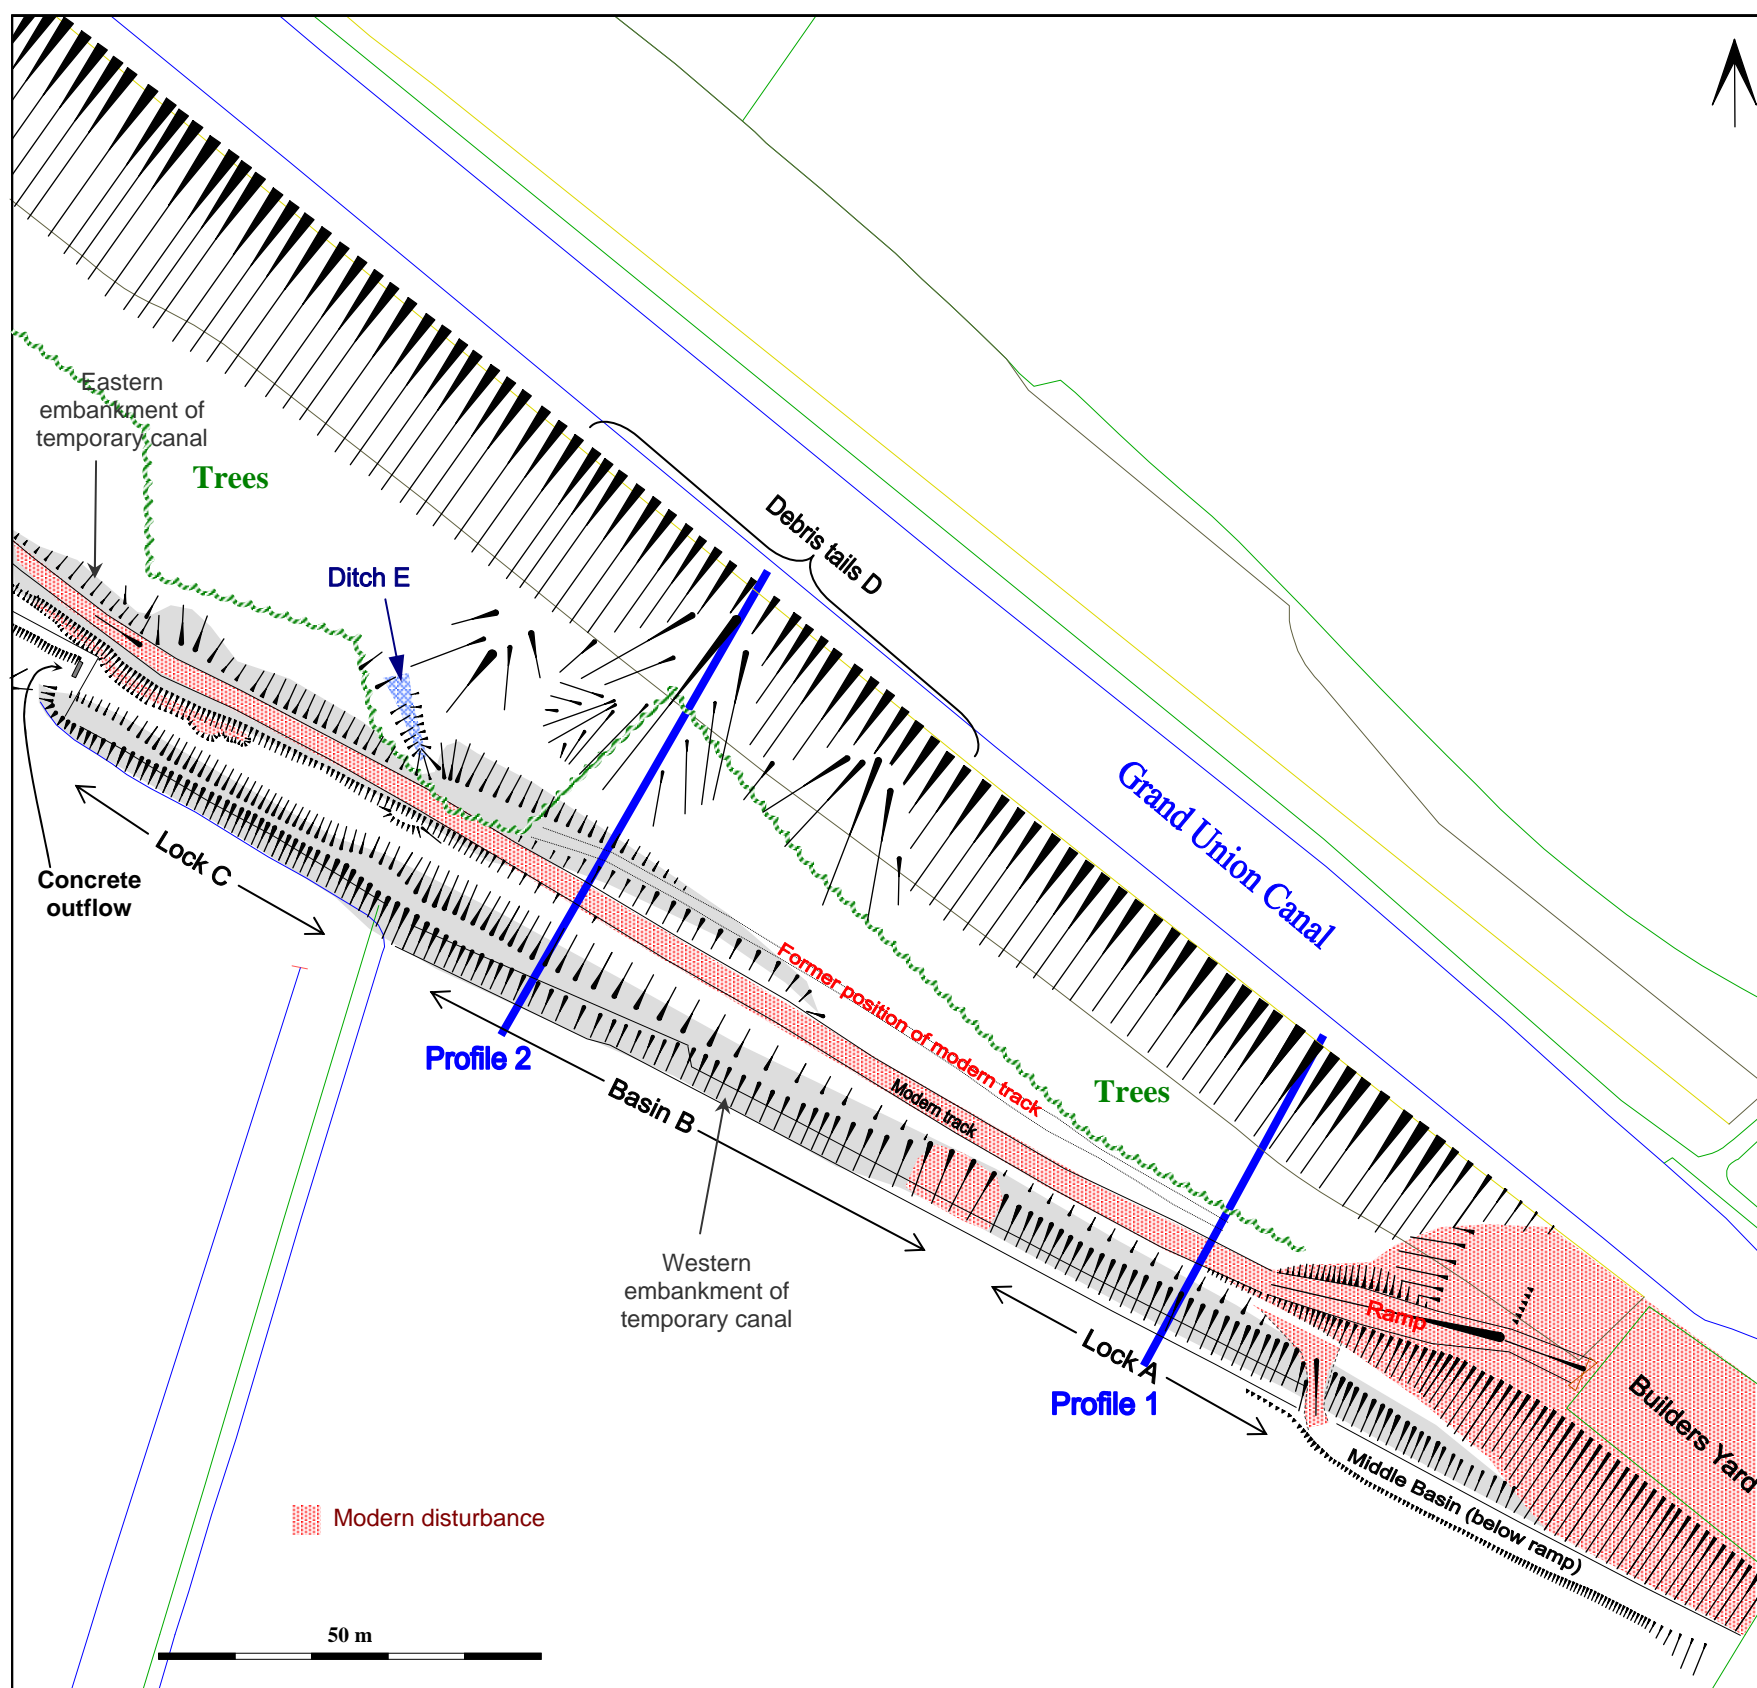 Eastern
embankment of
temporary canal
Trees
Ditch E
Debris tails D
Grand Union Canal
Lock C
Concrete
outflow
Profile 2
Basin B
Former position of modern track
Modern track
Trees
Western
embankment of
temporary canal
Lock A
Profile 1
Ramp
Builders Yard
Middle Basin (below ramp)
Modern disturbance
50 m